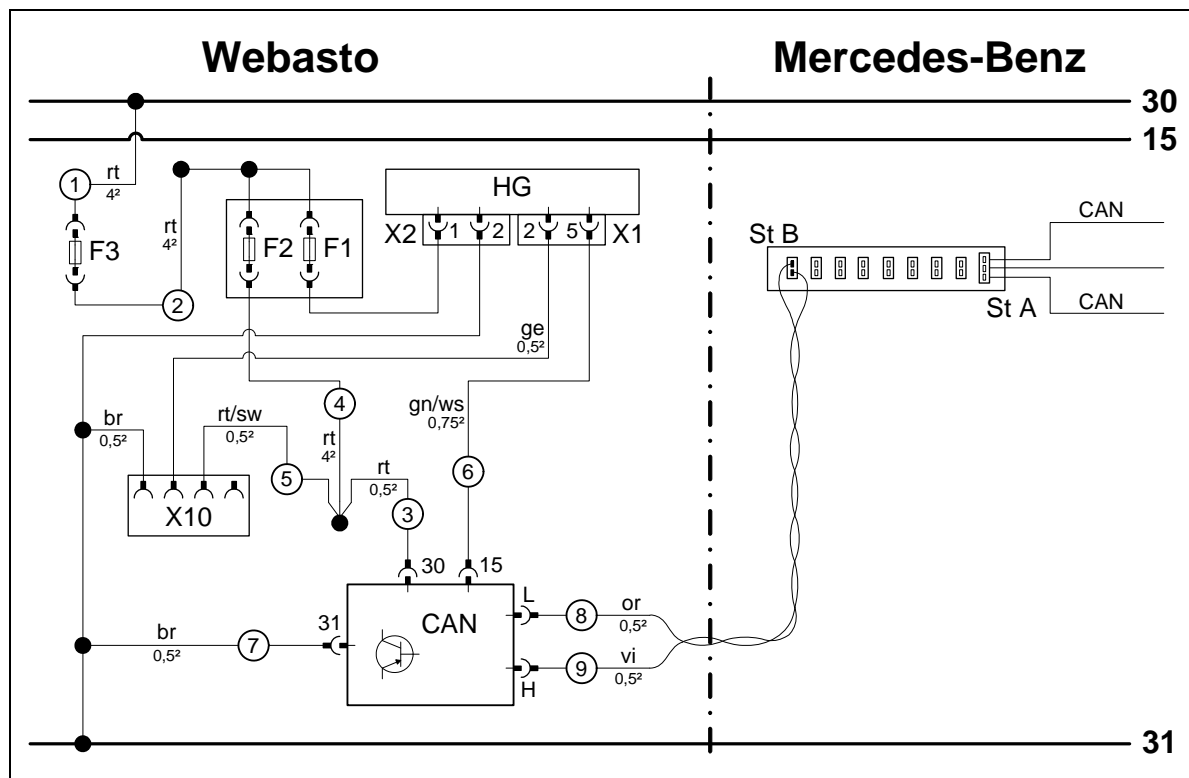 Webasto
Mercedes-Benz
30
15
1
rt
4²
F3
2
rt
4²
F2
F1
HG
X2
1
2
2
5
X1
ge
0,5²
St B
CAN
St A
CAN
4
rt
4²
gn/ws
0,75²
6
br
0,5²
rt/sw
0,5²
5
rt
0,5²
3
X10
30
15
31
CAN
L
H
br
0,5²
7
8
or
0,5²
9
vi
0,5²
31